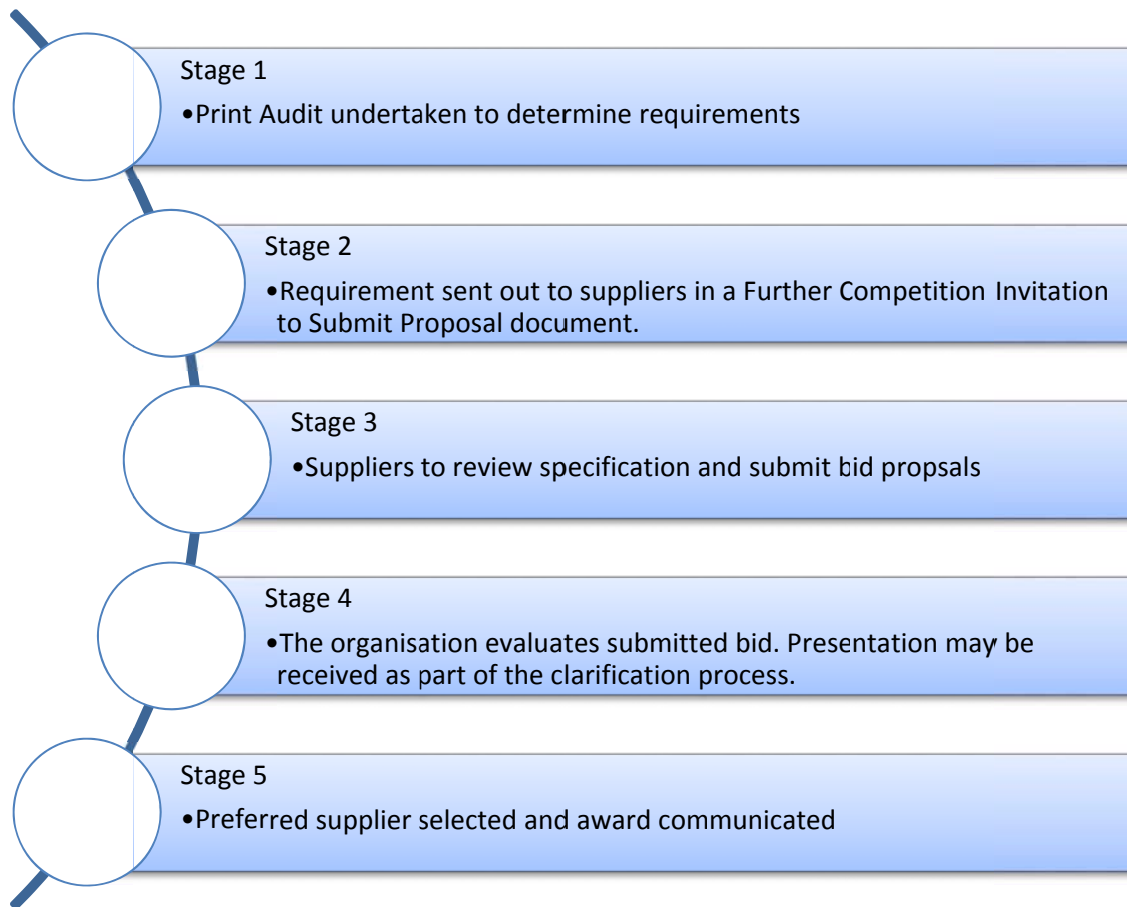 Stage 1
•Print Audit undertaken to determine requirements
Stage 2
•Requirement sent out to suppliers in a Further Competition Invitation
to Submit Proposal document.
Stage 3
•Suppliers to review specification and submit bid propsals
Stage 4
•The organisation evaluates submitted bid. Presentation may be
received as part of the clarification process.
Stage 5
•Preferred supplier selected and award communicated